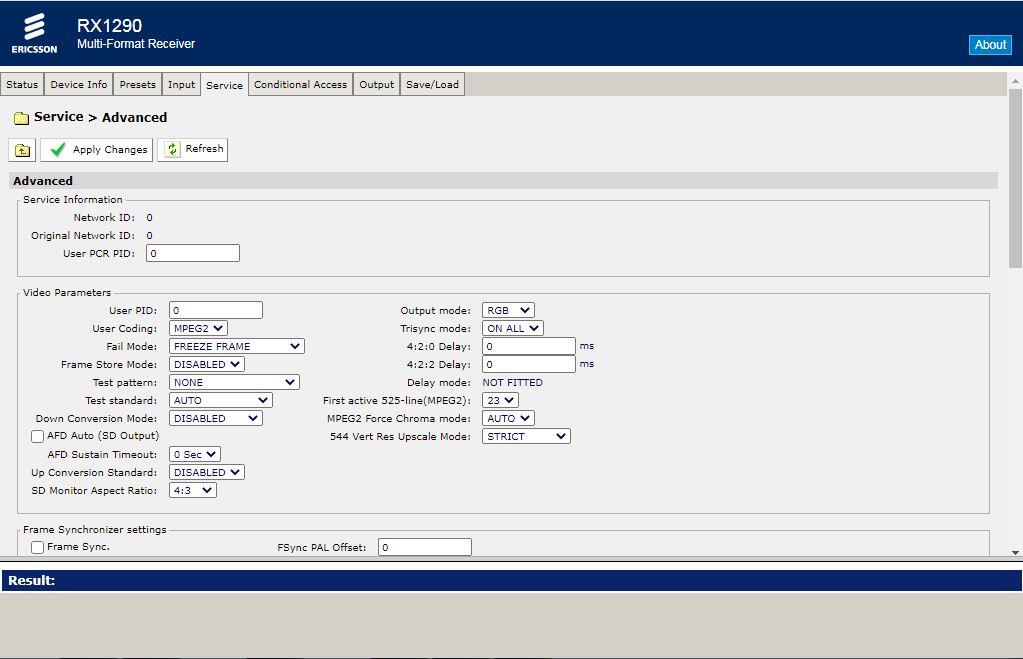 RX1290
ERICSSON
Multi-Format Receiver
About
Status Device Info Presets Input Service Conditional Access Output Save/Load
Service > Advanced
Apply Changes Refresh
Advanced
Service Information
Network ID: 0
Original Network ID: 0
User PCR PID: 0
Video Parameters
User PID: 0 Output mode: RGB
User Coding: MPEG2 Trisync mode: ON ALL
Fail Mode: FREEZE FRAME 4:2:0 Delay: 0 ms
Frame Store Mode: DISABLED 4:2:2 Delay: 0 ms
Test pattern: NONE Delay mode: NOT FITTED
Test standard: AUTO First active 525-line(MPEG2): 23
Down Conversion Mode: DISABLED MPEG2 Force Chroma mode: AUTO
AFD Auto (SD Output) 544 Vert Res Upscale Mode: STRICT
AFD Sustain Timeout: 0 Sec
Up Conversion Standard: DISABLED
SD Monitor Aspect Ratio: 4:3
Frame Synchronizer settings
Frame Sync. FSync PAL Offset: 0
Result: